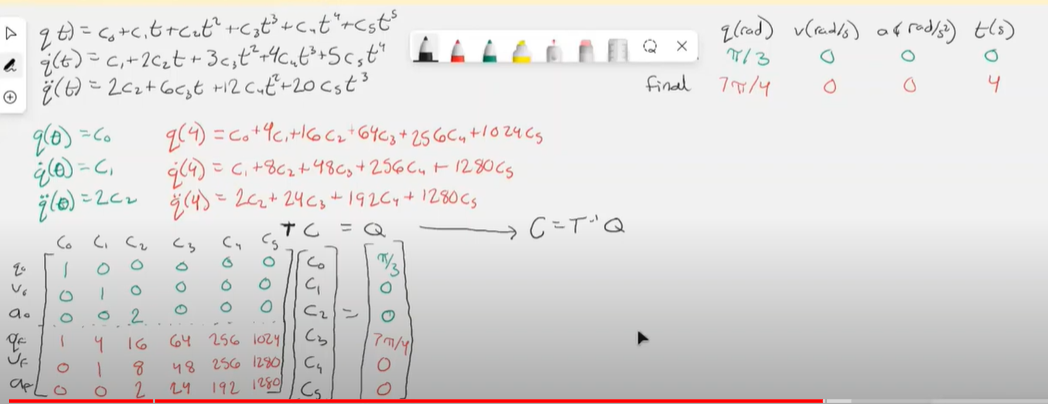 q(t) = c₀+c₁t+c₂t²+c₃t³+c₄t⁴+c₅t⁵
q̇(t) = c₁+2c₂t+3c₃t²+4c₄t³+5c₅t⁴
q̈(t) = 2c₂+6c₃t+12c₄t²+20c₅t³
q(rad) v(rad/s) a(rad/s²) t(s)
π/3 0 0 0
final 7π/4 0 0 4
q(0) = c₀ q(4) = c₀+4c₁+16c₂+64c₃+256c₄+1024c₅
q̇(0) = c₁ q̇(4) = c₁+8c₂+48c₃+256c₄+1280c₅
q̈(0) = 2c₂ q̈(4) = 2c₂+24c₃+192c₄+1280c₅
T C = Q → C = T⁻¹Q
c₀ c₁ c₂ c₃ c₄ c₅
q₀ 1 0 0 0 0 0 c₀ π/3
v₀ 0 1 0 0 0 0 c₁ 0
a₀ 0 0 2 0 0 0 c₂ = 0
qF 1 4 16 64 256 1024 c₃ 7π/4
vF 0 1 8 48 256 1280 c₄ 0
aF 0 0 2 24 192 1280 c₅ 0